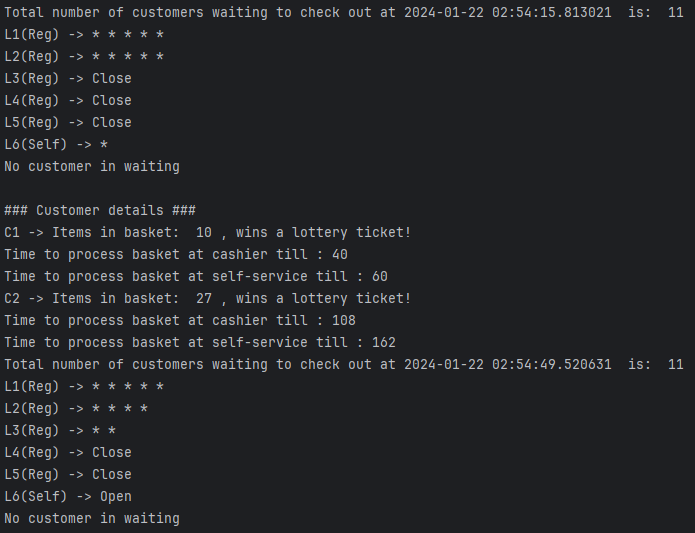 Total number of customers waiting to check out at 2024-01-22 02:54:15.813021  is:  11
L1(Reg) -> * * * * *
L2(Reg) -> * * * * *
L3(Reg) -> Close
L4(Reg) -> Close
L5(Reg) -> Close
L6(Self) -> *
No customer in waiting

### Customer details ###
C1 -> Items in basket:  10 , wins a lottery ticket!
Time to process basket at cashier till : 40
Time to process basket at self-service till : 60
C2 -> Items in basket:  27 , wins a lottery ticket!
Time to process basket at cashier till : 108
Time to process basket at self-service till : 162
Total number of customers waiting to check out at 2024-01-22 02:54:49.520631  is:  11
L1(Reg) -> * * * * *
L2(Reg) -> * * * *
L3(Reg) -> * *
L4(Reg) -> Close
L5(Reg) -> Close
L6(Self) -> Open
No customer in waiting